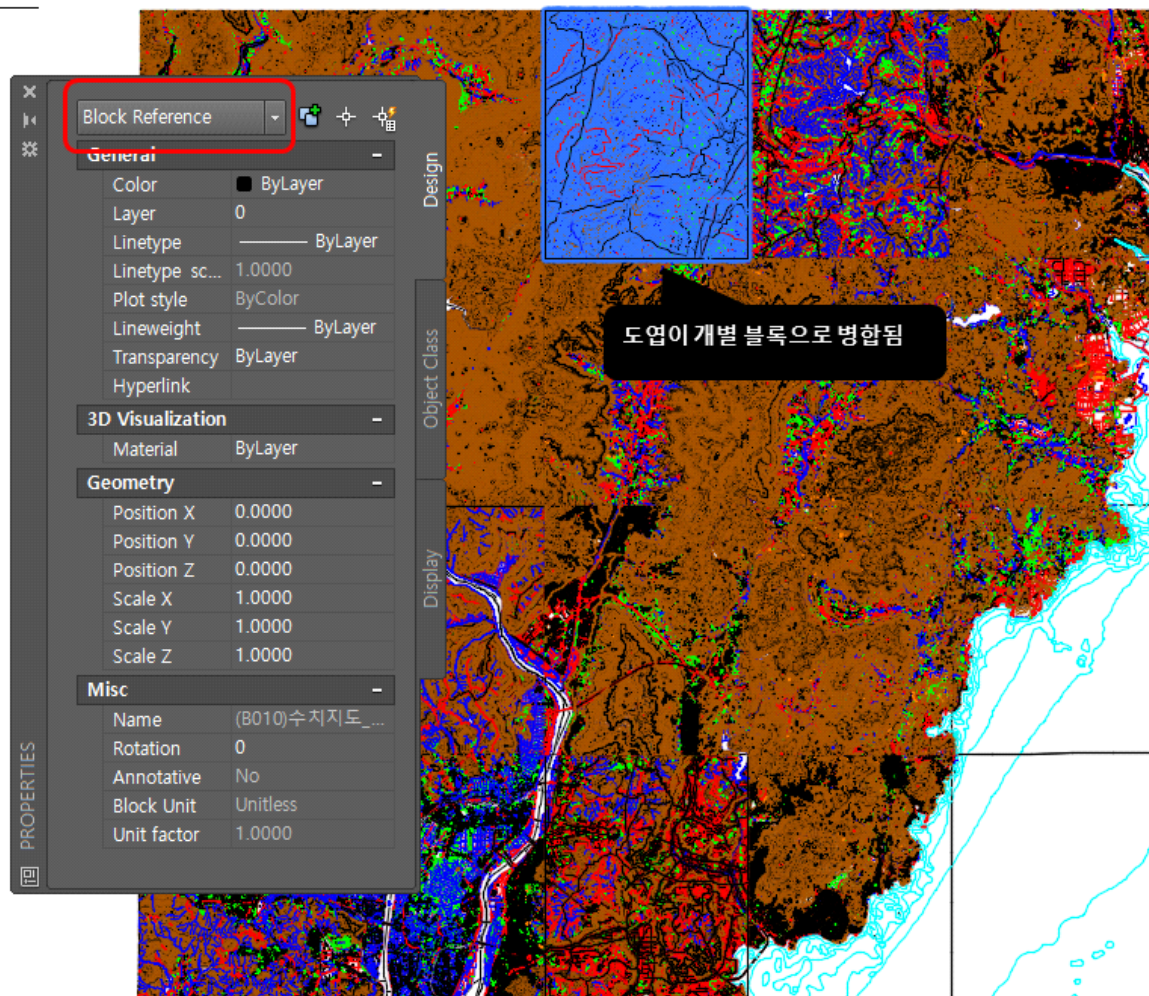 Block Reference
General
Color ByLayer
Layer 0
Linetype ByLayer
Linetype sc... 1.0000
Plot style ByColor
Lineweight ByLayer
Transparency ByLayer
Hyperlink
3D Visualization
Material ByLayer
Geometry
Position X 0.0000
Position Y 0.0000
Position Z 0.0000
Scale X 1.0000
Scale Y 1.0000
Scale Z 1.0000
Misc
Name (B010)수치지도_...
Rotation 0
Annotative No
Block Unit Unitless
Unit factor 1.0000
Design
Object Class
Display
PROPERTIES
도엽이 개별 블록으로 병합됨